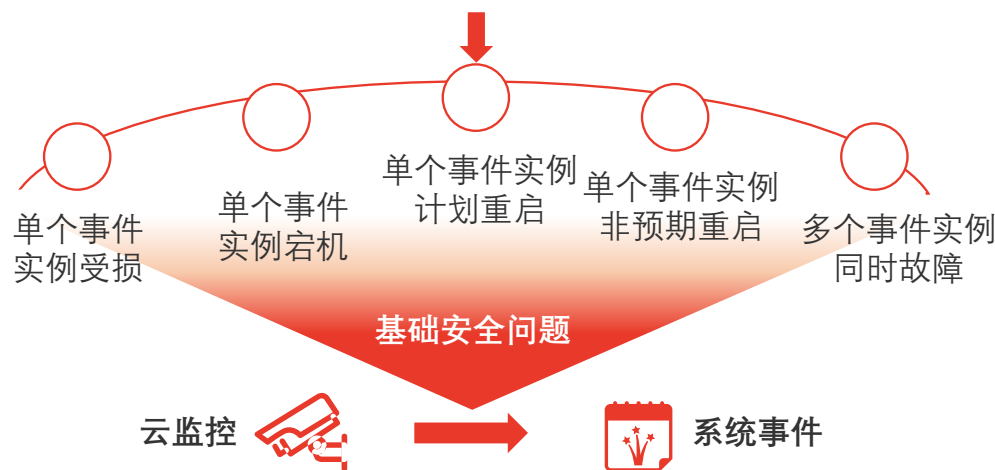 单个事件
实例受损
单个事件
实例宕机
单个事件实例
计划重启
单个事件实例
非预期重启
多个事件实例
同时故障
基础安全问题
云监控
系统事件